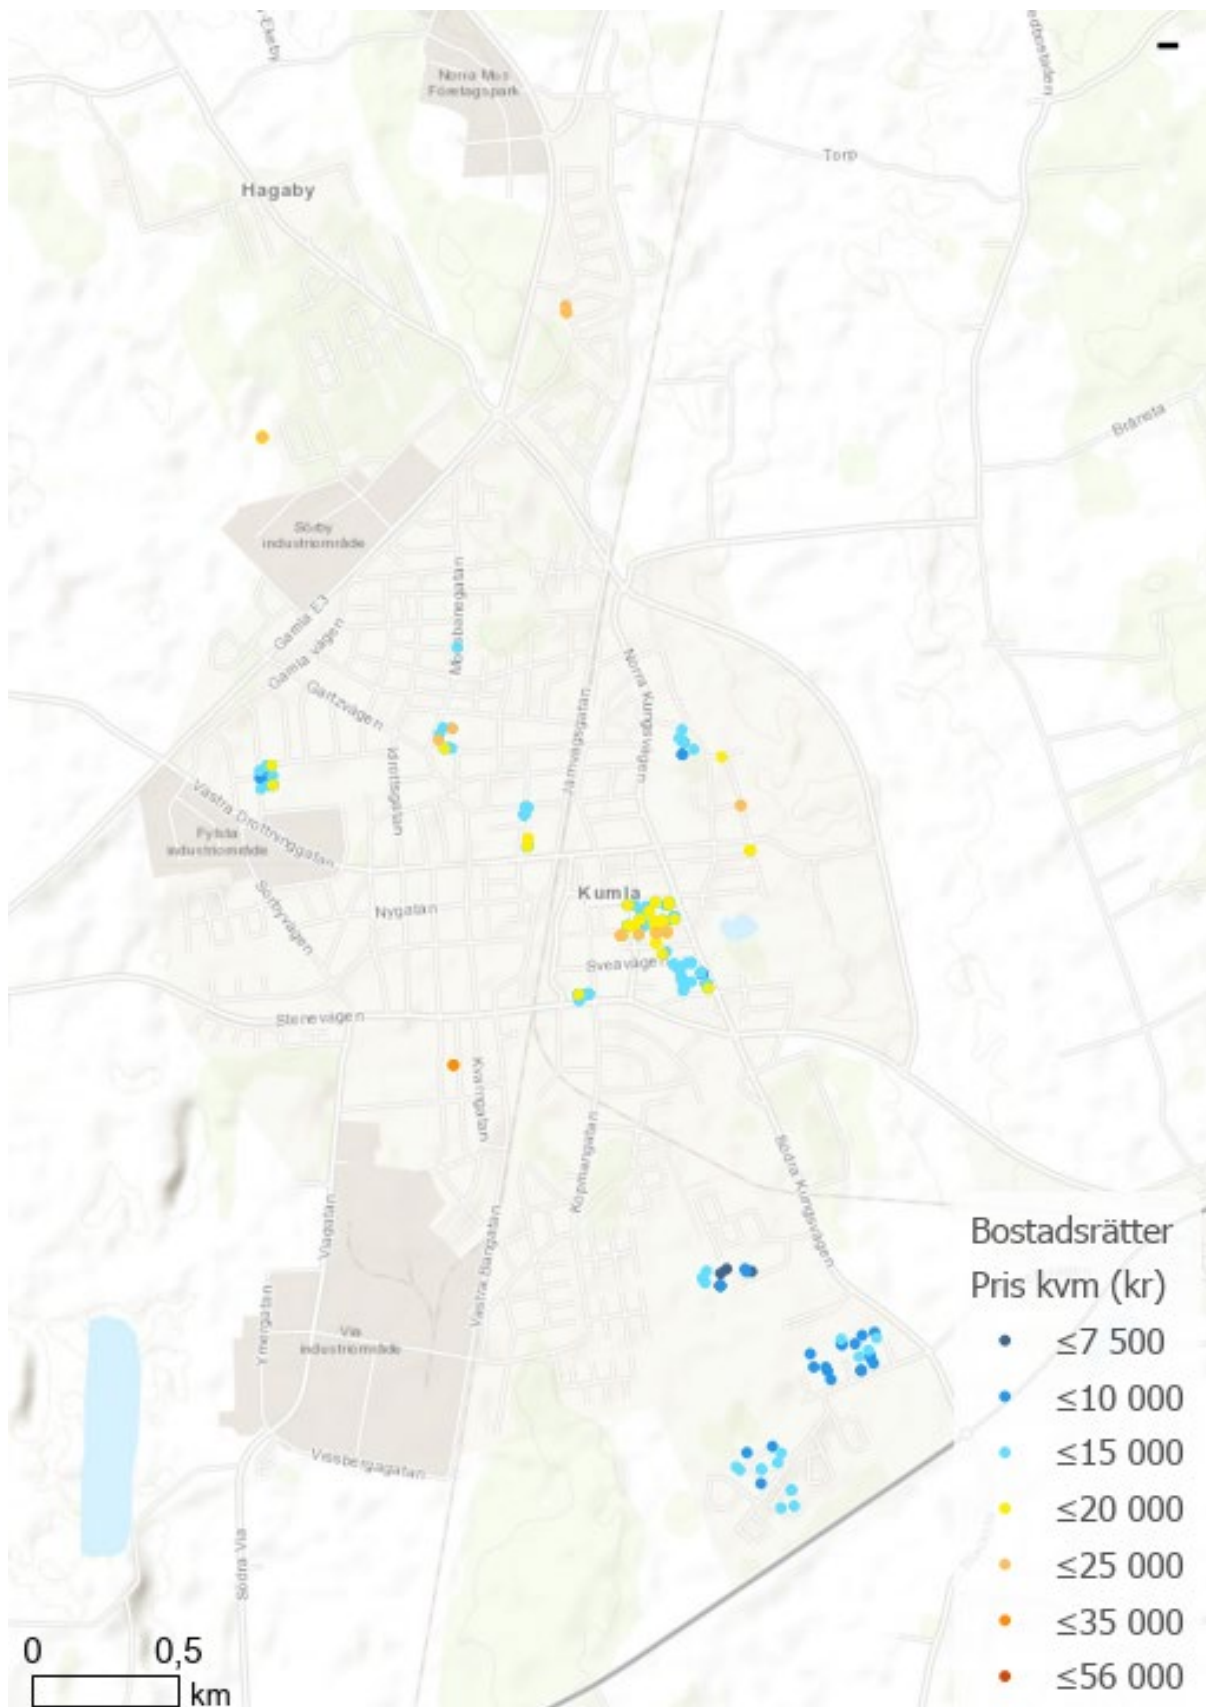 Ekeby
edbostaden
Norra Mos
Företagspark
Torp
Hagaby
Brånsta
Sörby
industriområde
Mossbanegatan
Gamla E3
Gamla vägen
Gartzvägen
Norra Kungsvägen
Järnvägsgatan
Idrottsgatan
Västra Drottninggatan
Fylsta
industriområde
Kumla
Sörbyvägen
Nygatan
Sveavägen
Stenevägen
Kvarngatan
Köpmangatan
Södra Kungsvägen
Viagatan
Västra Bangatan
Ymergatan
Via
industriområde
Vissbergagatan
Södra Via
Bostadsrätter
Pris kvm (kr)
≤7 500
≤10 000
≤15 000
≤20 000
≤25 000
≤35 000
≤56 000
0 0,5
km